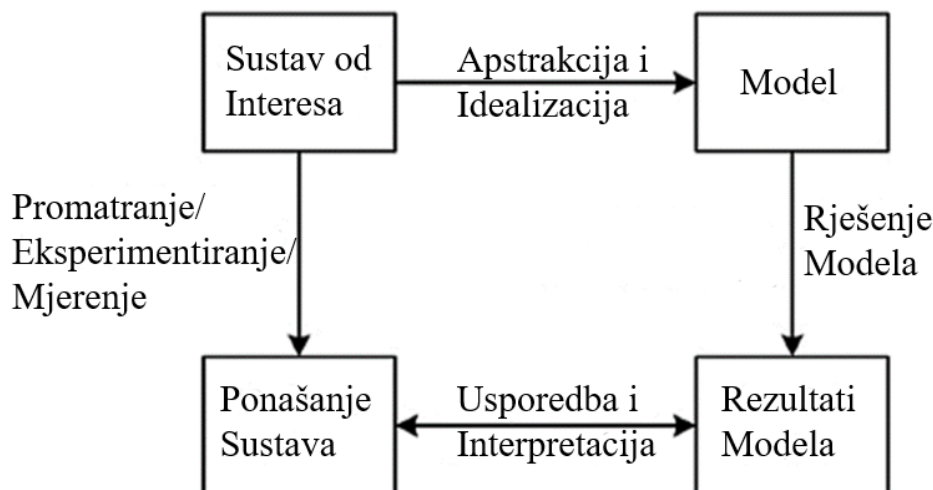 Sustav od
Interesa
Apstrakcija i
Idealizacija
Model
Promatranje/
Eksperimentiranje/
Mjerenje
Rješenje
Modela
Ponašanje
Sustava
Usporedba i
Interpretacija
Rezultati
Modela